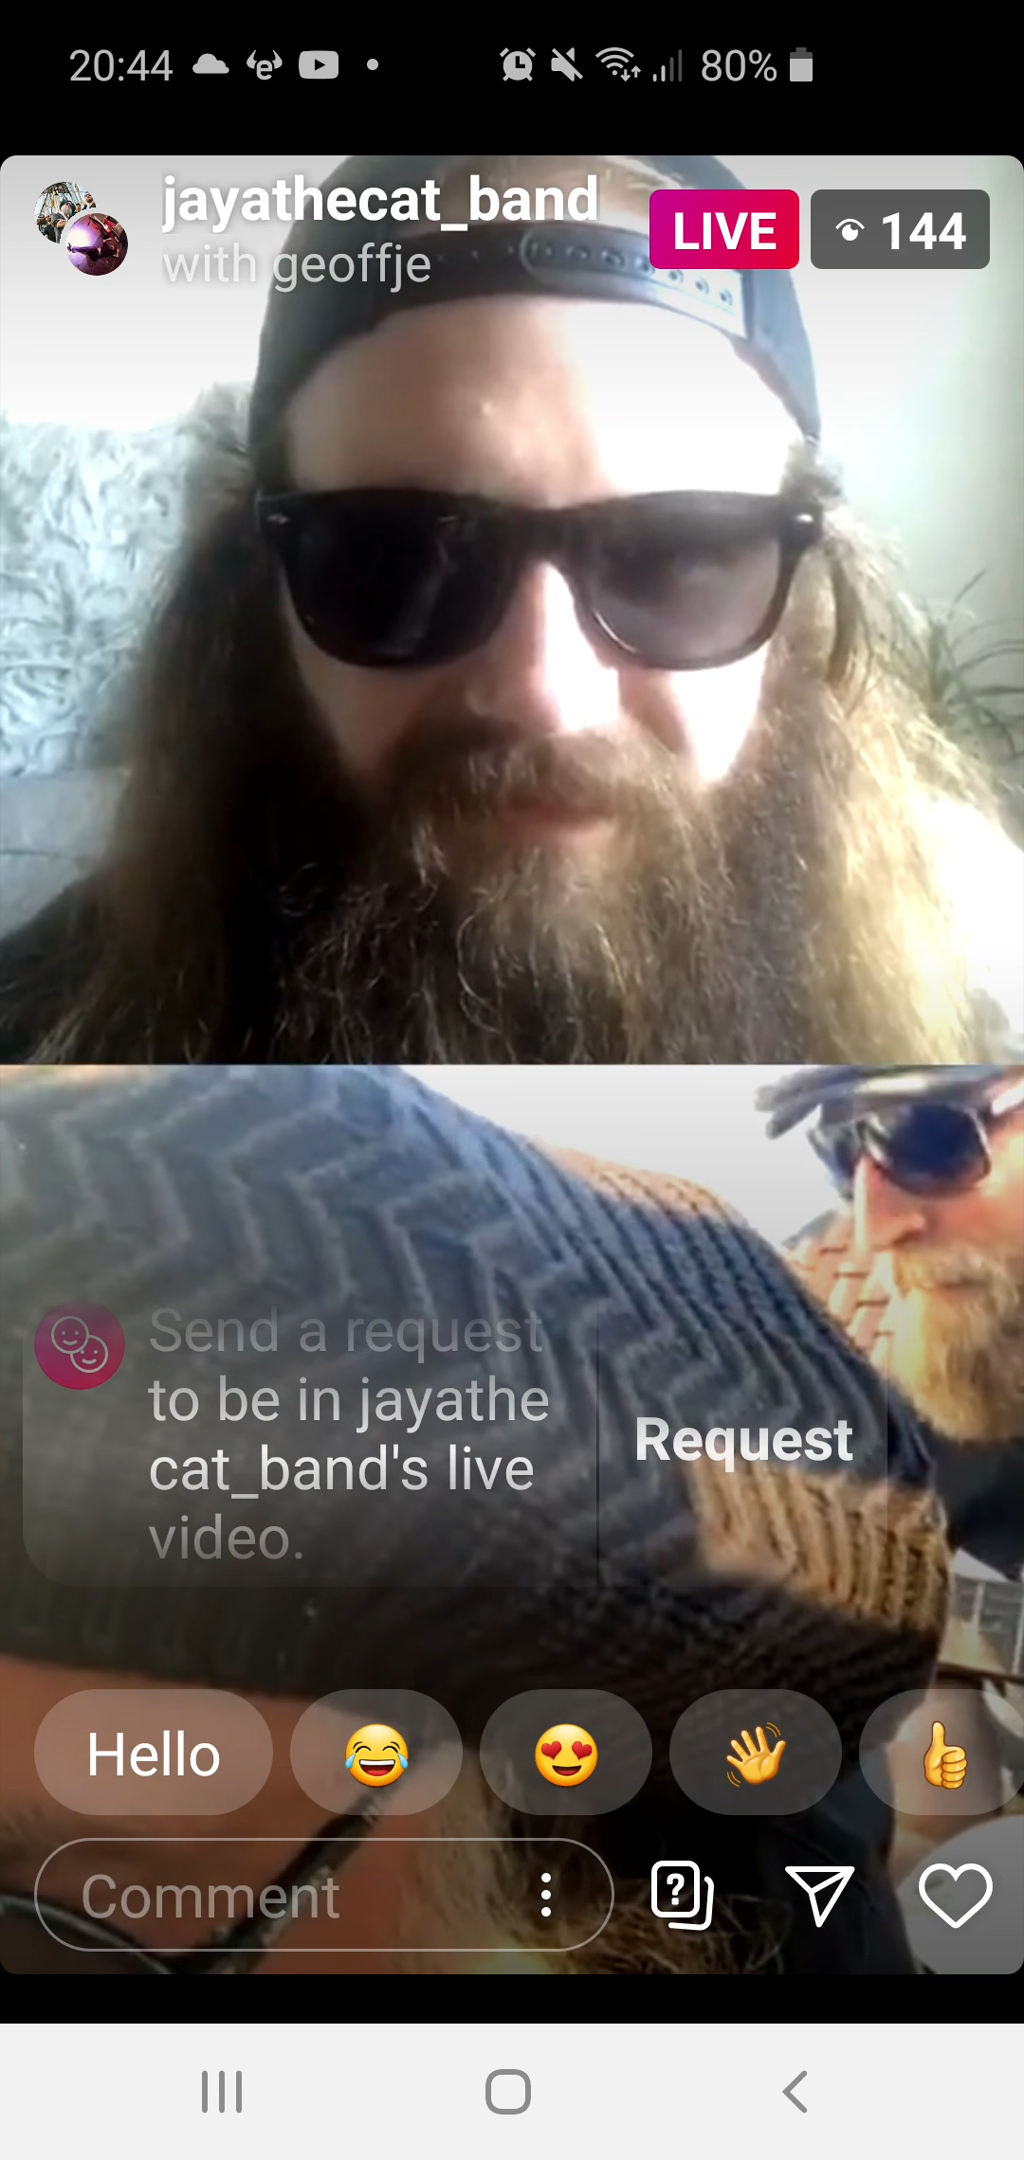 20:44
80%
jayathecat_band
with geoffje
LIVE
144
Send a request
to be in jayathe
cat_band's live
video.
Request
Hello
Comment